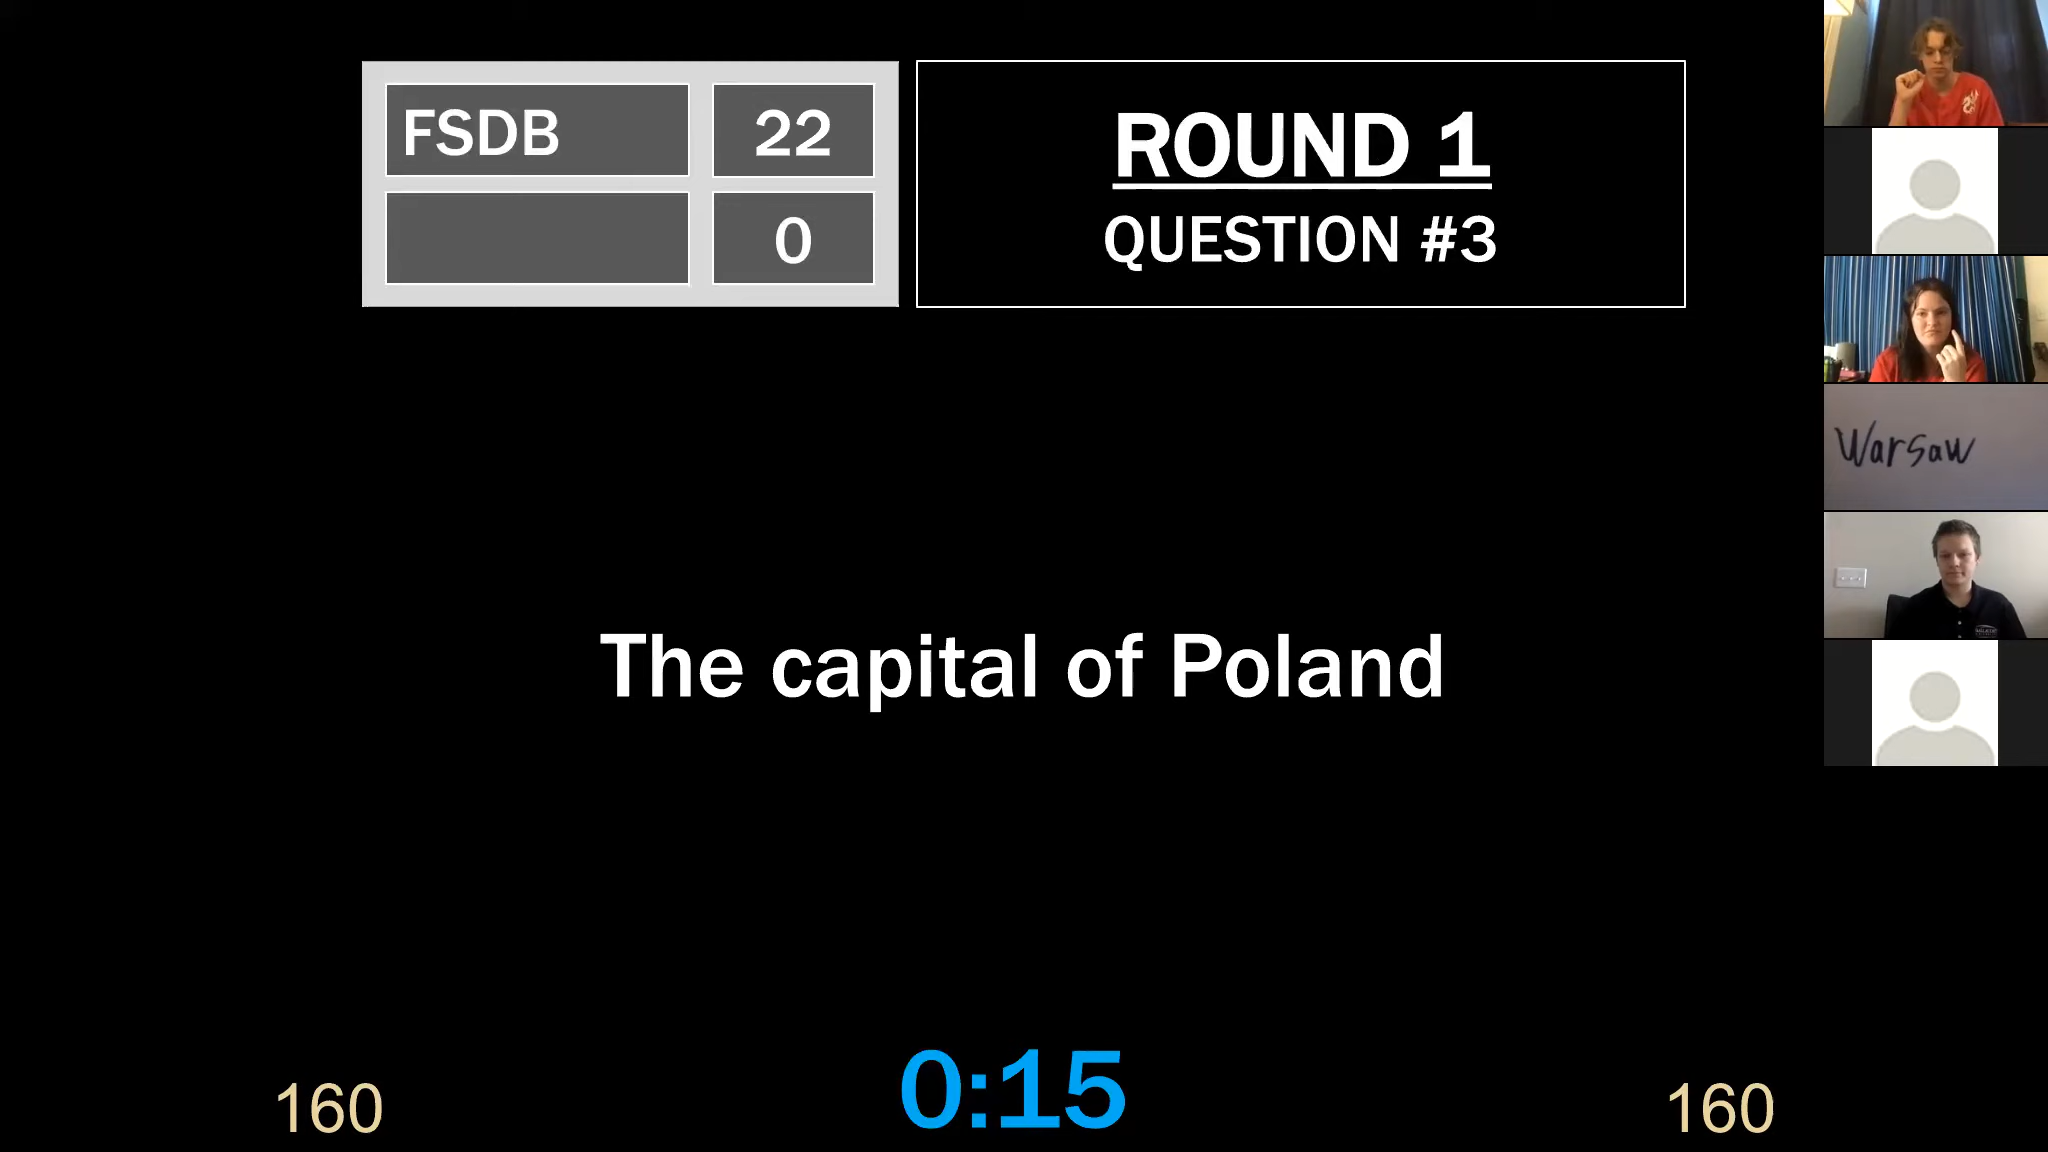 FSDB 22
0
ROUND 1
QUESTION #3
Warsaw
The capital of Poland
160
0:15
160